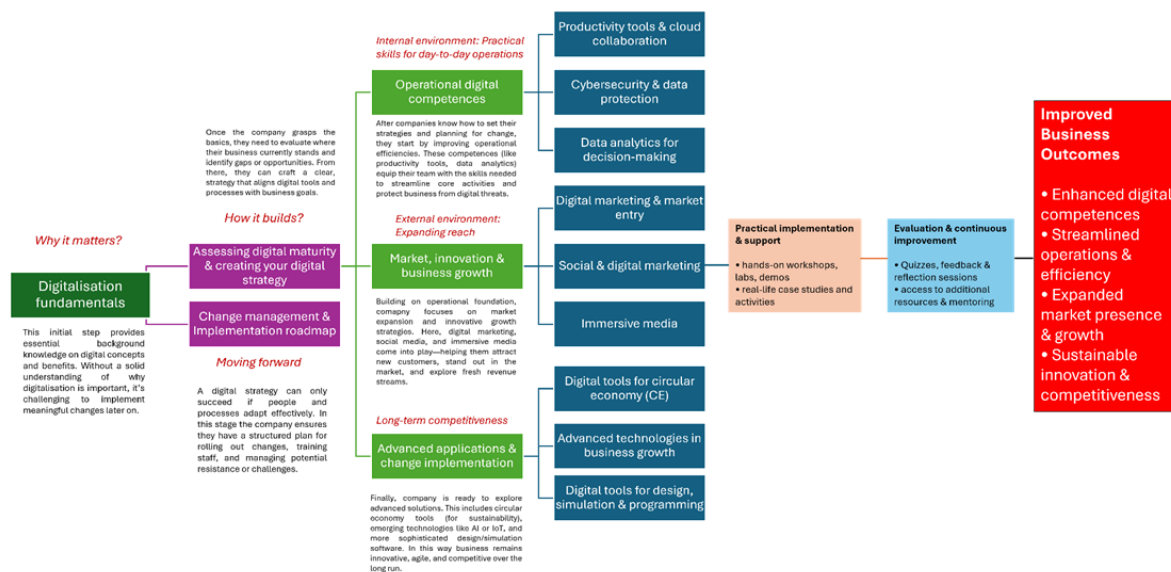 Why it matters?
Digitalisation
fundamentals
This initial step provides
essential background
knowledge on digital concepts
and benefits. Without a solid
understanding of why
digitalisation is important, it's
challenging to implement
meaningful changes later on.
Once the company grasps the
basics, they need to evaluate where
their business currently stands and
identify gaps or opportunities. From
there, they can craft a clear,
strategy that aligns digital tools and
processes with business goals.
How it builds?
Assessing digital maturity
& creating your digital
strategy
Change management &
Implementation roadmap
Moving forward
A digital strategy can only
succeed if people and
processes adapt effectively. In
this stage the company ensures
they have a structured plan for
rolling out changes, training
staff, and managing potential
resistance or challenges.
Internal environment: Practical
skills for day-to-day operations
Operational digital
competences
After companies know how to set their
strategies and planning for change,
they start by improving operational
efficiencies. These competences (like
productivity tools, data analytics)
equip their team with the skills needed
to streamline core activities and
protect business from digital threats.
External environment:
Expanding reach
Market, innovation &
business growth
Building on operational foundation,
comapny focuses on market
expansion and innovative growth
strategies. Here, digital marketing,
social media, and immersive media
come into play—helping them attract
new customers, stand out in the
market, and explore fresh revenue
streams.
Long-term competitiveness
Advanced applications &
change implementation
Finally, company is ready to explore
advanced solutions. This includes circular
economy tools (for sustainability),
emerging technologies like AI or IoT, and
more sophisticated design/simulation
software. In this way business remains
innovative, agile, and competitive over the
long run.
Productivity tools & cloud
collaboration
Cybersecurity & data
protection
Data analytics for
decision-making
Digital marketing & market
entry
Social & digital marketing
Immersive media
Digital tools for circular
economy (CE)
Advanced technologies in
business growth
Digital tools for design,
simulation & programming
Practical implementation
& support
• hands-on workshops,
labs, demos
• real-life case studies and
activities
Evaluation & continuous
improvement
• Quizzes, feedback &
reflection sessions
• access to additional
resources & mentoring
Improved
Business
Outcomes
• Enhanced digital
competences
• Streamlined
operations &
efficiency
• Expanded
market presence
& growth
• Sustainable
innovation &
competitiveness